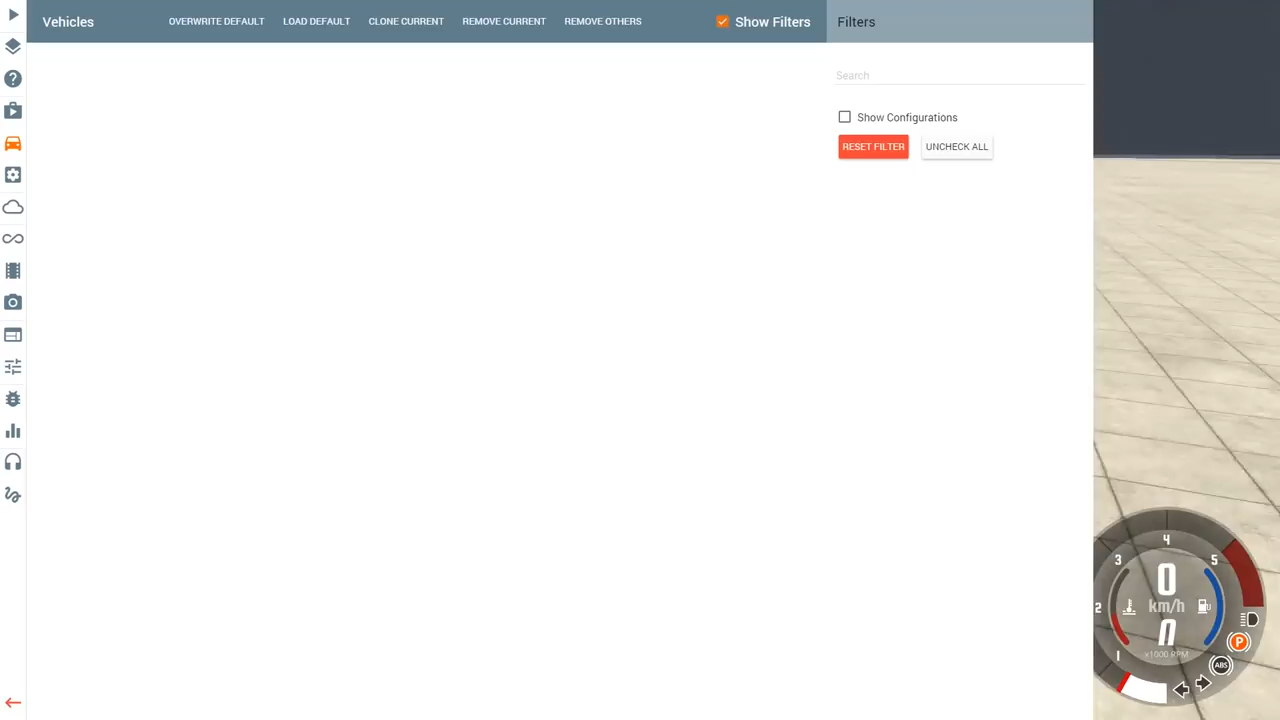 Vehicles
OVERWRITE DEFAULT
LOAD DEFAULT
CLONE CURRENT
REMOVE CURRENT
REMOVE OTHERS
Show Filters
Filters
Search
Show Configurations
RESET FILTER
UNCHECK ALL
4
3
5
0
2
km/h
n
P
1
x1000 RPM
ABS